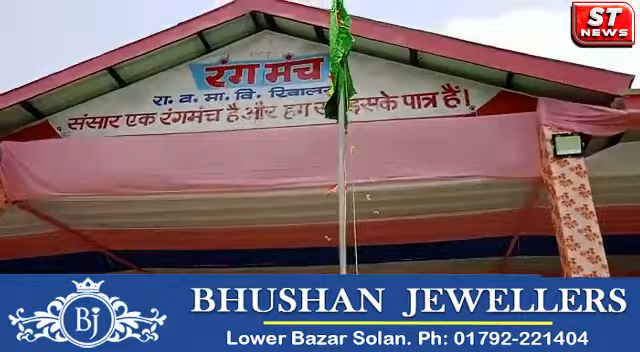 ST
NEWS
रंग मंच
रा. व. मा. वि.
संसार एक रंगमंच है और हम इसके पात्र हैं।
Bj
BHUSHAN JEWELLERS
Lower Bazar Solan. Ph: 01792-221404